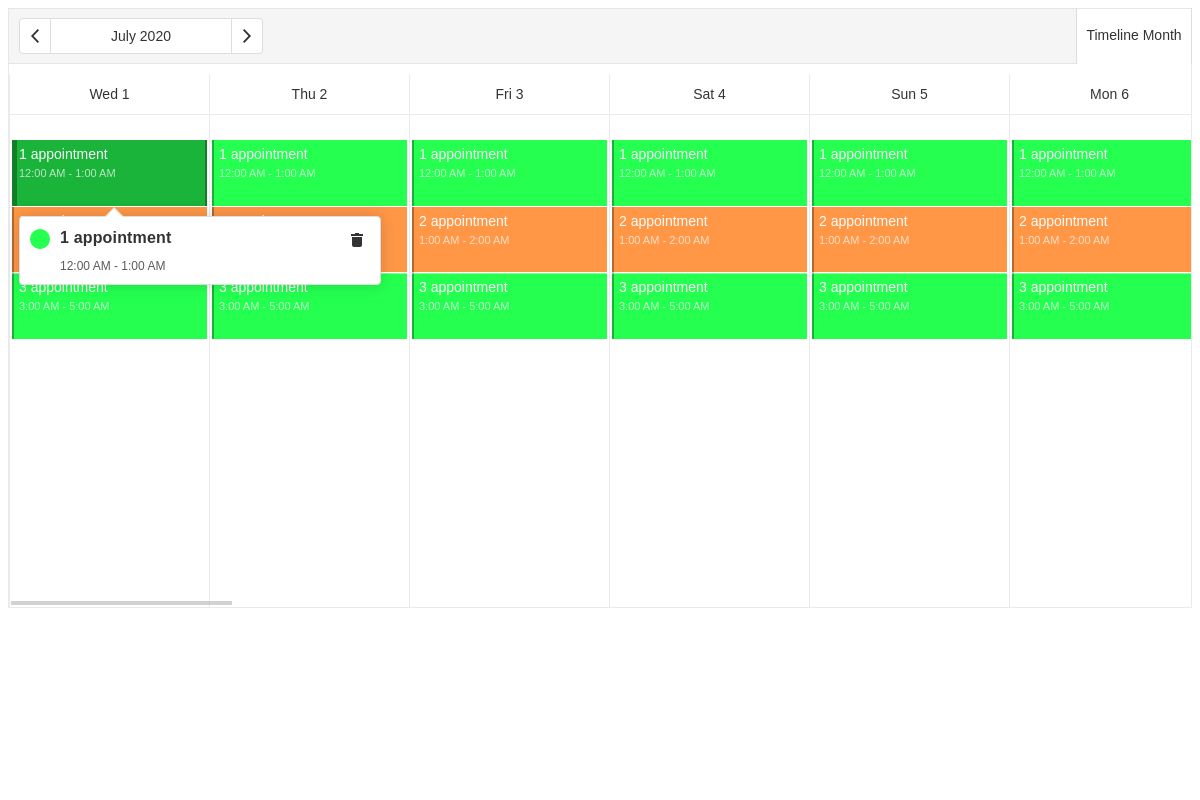 July 2020
Timeline Month
Wed 1
Thu 2
Fri 3
Sat 4
Sun 5
Mon 6
1 appointment
12:00 AM - 1:00 AM
1 appointment
12:00 AM - 1:00 AM
1 appointment
12:00 AM - 1:00 AM
1 appointment
12:00 AM - 1:00 AM
1 appointment
12:00 AM - 1:00 AM
1 appointment
12:00 AM - 1:00 AM
1 appointment
12:00 AM - 1:00 AM
2 appointment
1:00 AM - 2:00 AM
2 appointment
1:00 AM - 2:00 AM
2 appointment
1:00 AM - 2:00 AM
2 appointment
1:00 AM - 2:00 AM
3 appointment
3:00 AM - 5:00 AM
3 appointment
3:00 AM - 5:00 AM
3 appointment
3:00 AM - 5:00 AM
3 appointment
3:00 AM - 5:00 AM
3 appointment
3:00 AM - 5:00 AM
3 appointment
3:00 AM - 5:00 AM